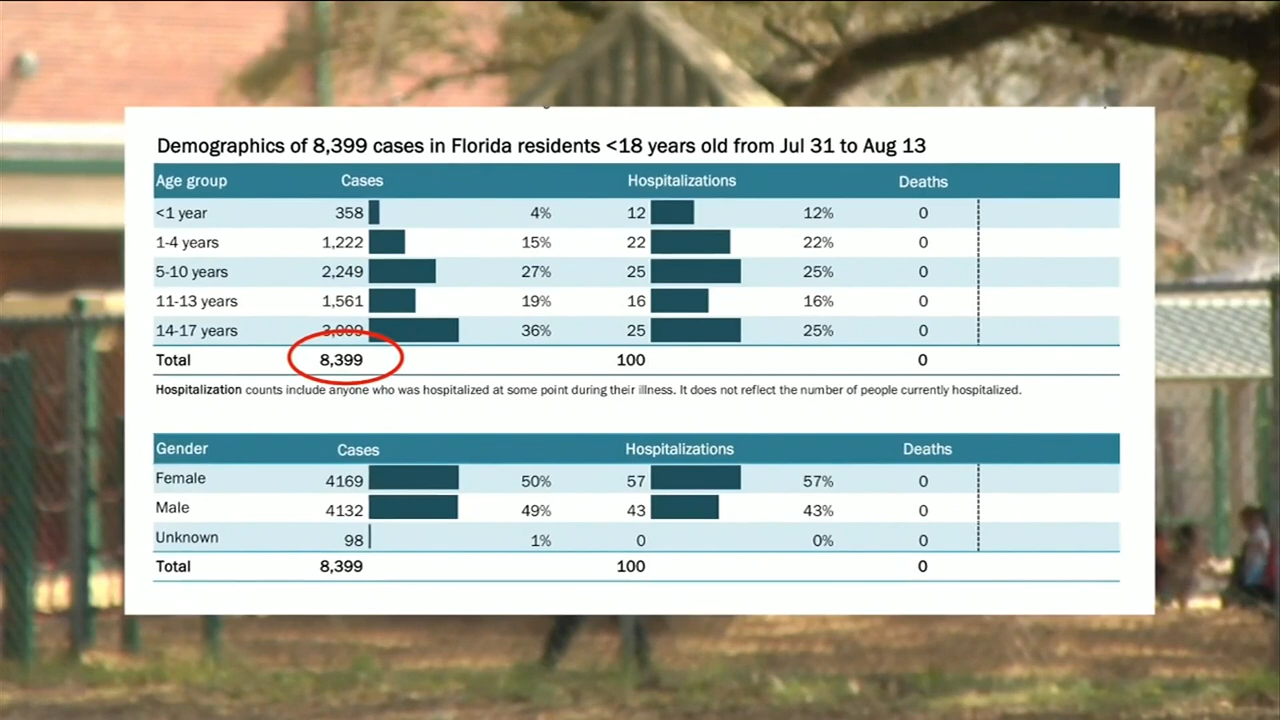 Demographics of 8,399 cases in Florida residents <18 years old from Jul 31 to Aug 13
Age group Cases Hospitalizations Deaths
<1 year 358 4% 12 12% 0
1-4 years 1,222 15% 22 22% 0
5-10 years 2,249 27% 25 25% 0
11-13 years 1,561 19% 16 16% 0
14-17 years 3,009 36% 25 25% 0
Total 8,399 100 0
Hospitalization counts include anyone who was hospitalized at some point during their illness. It does not reflect the number of people currently hospitalized.
Gender Cases Hospitalizations Deaths
Female 4169 50% 57 57% 0
Male 4132 49% 43 43% 0
Unknown 98 1% 0 0% 0
Total 8,399 100 0